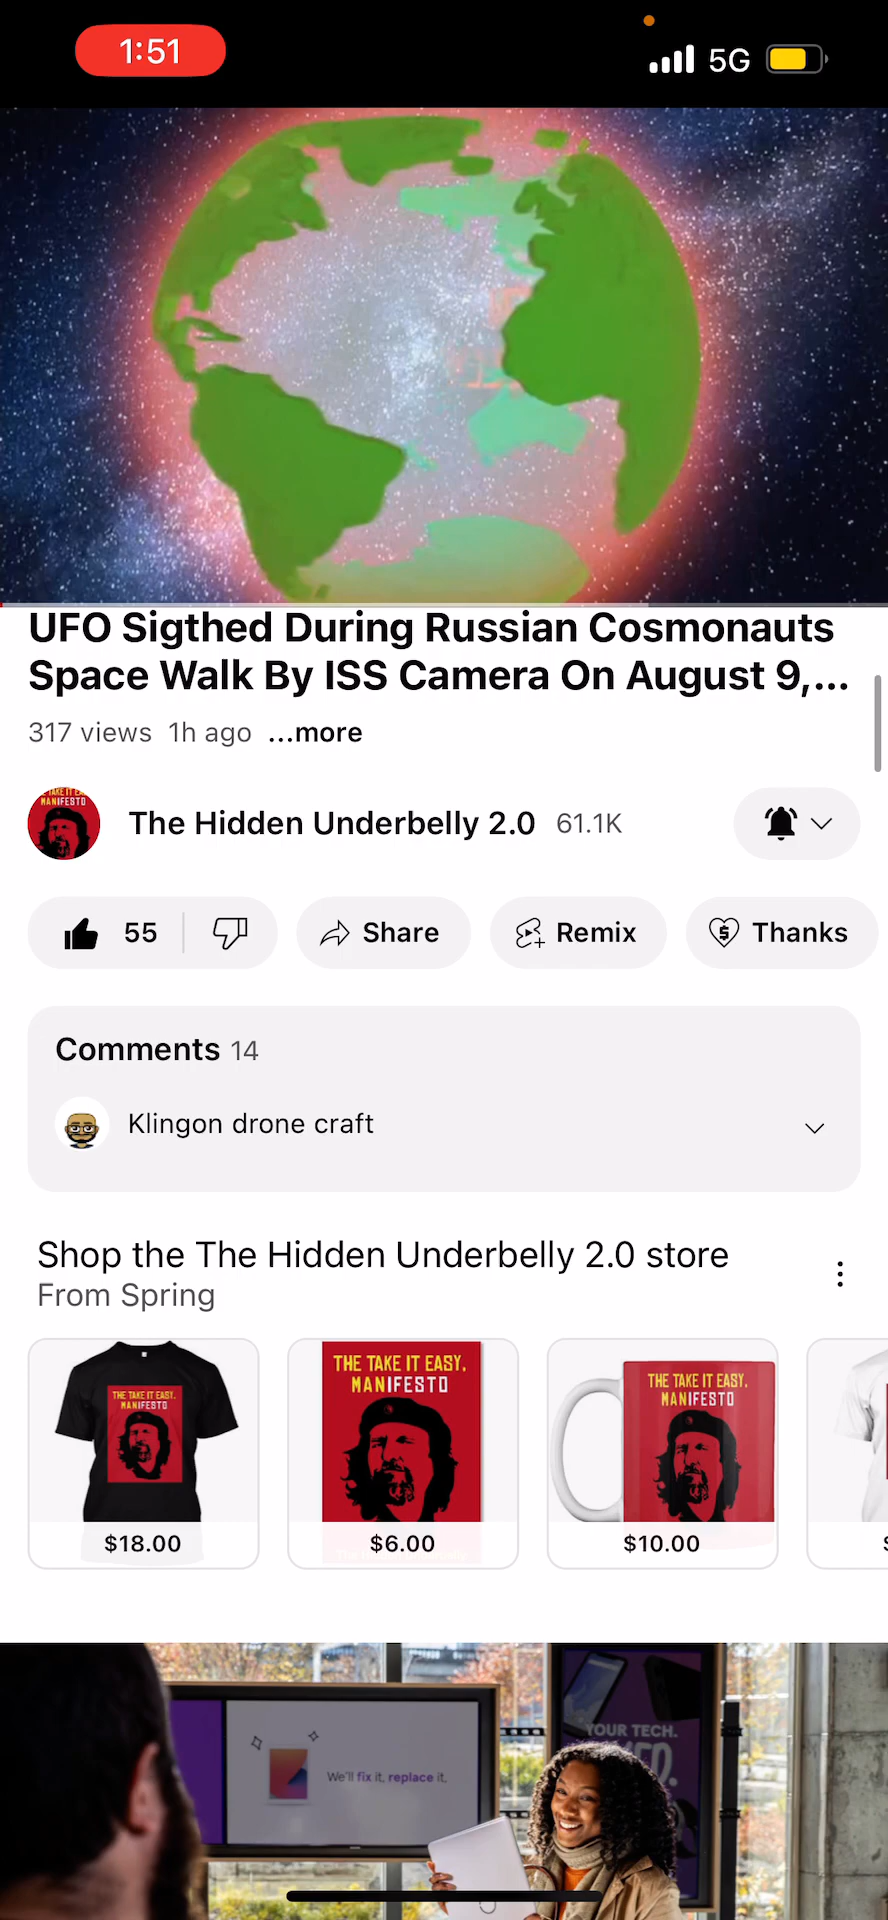 1:51
5G
UFO Sigthed During Russian Cosmonauts
Space Walk By ISS Camera On August 9,...
317 views 1h ago ...more
MANIFESTO
The Hidden Underbelly 2.0 61.1K
55 Share Remix Thanks
Comments 14
Klingon drone craft
Shop the The Hidden Underbelly 2.0 store
From Spring
THE TAKE IT EASY.
MANIFESTO
$18.00
THE TAKE IT EASY.
MANIFESTO
$6.00
THE TAKE IT EASY.
MANIFESTO
$10.00
YOUR TECH.
We'll fix it, replace it,